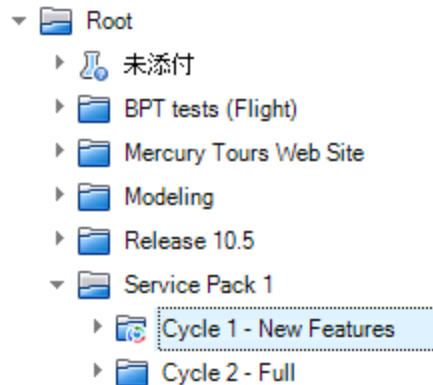 Root
未添付
BPT tests (Flight)
Mercury Tours Web Site
Modeling
Release 10.5
Service Pack 1
Cycle 1 - New Features
Cycle 2 - Full